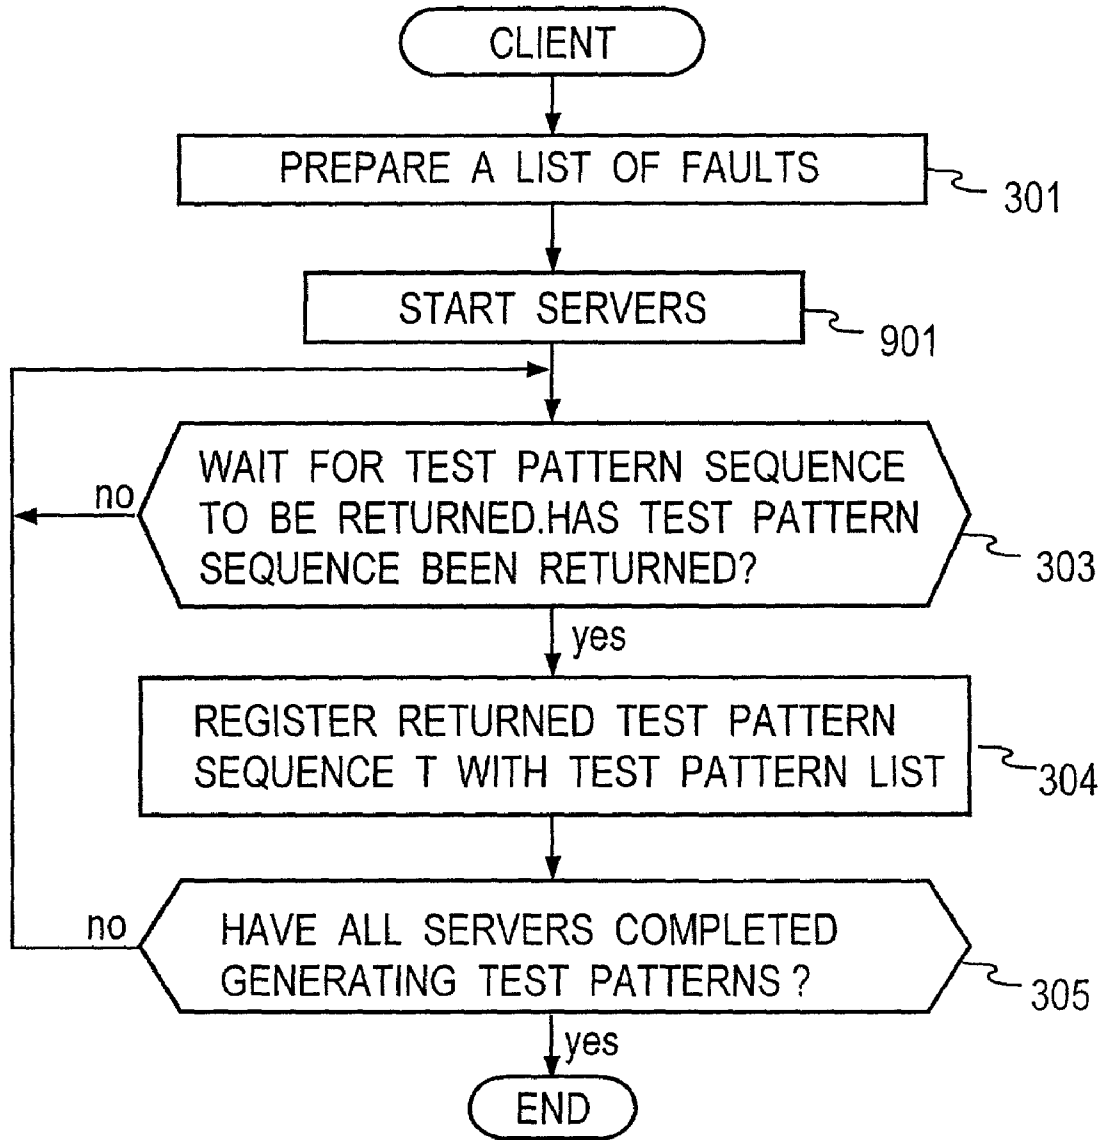 CLIENT
PREPARE A LIST OF FAULTS
301
START SERVERS
901
WAIT FOR TEST PATTERN SEQUENCE
TO BE RETURNED.HAS TEST PATTERN
SEQUENCE BEEN RETURNED?
no
303
yes
REGISTER RETURNED TEST PATTERN
SEQUENCE T WITH TEST PATTERN LIST
304
no
HAVE ALL SERVERS COMPLETED
GENERATING TEST PATTERNS ?
305
yes
END